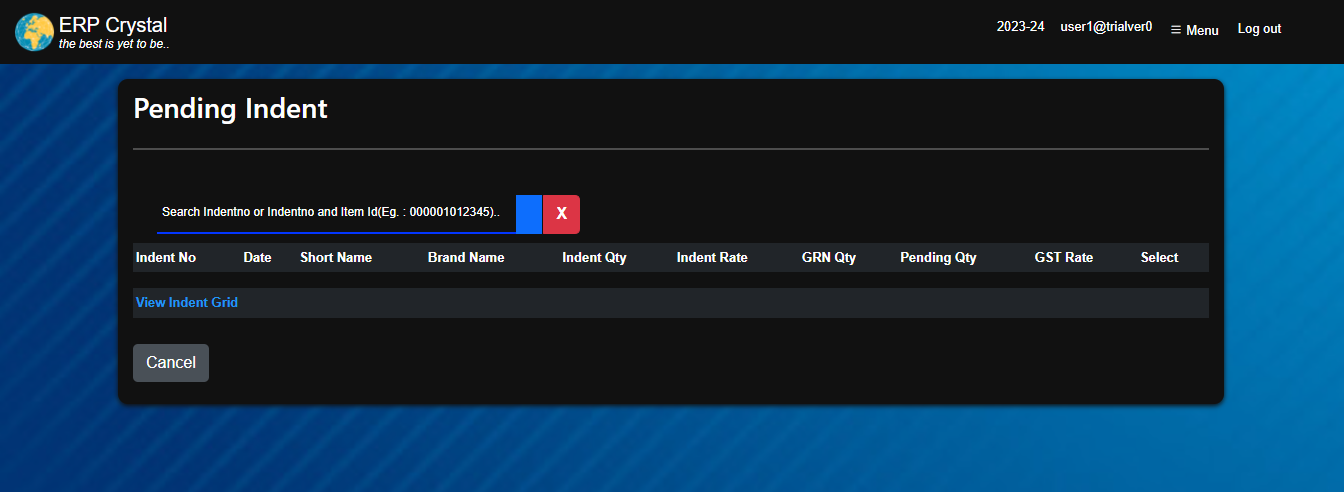 ERP Crystal
the best is yet to be..
2023-24 user1@trialver0 ≡ Menu Log out
Pending Indent
Search Indentno or Indentno and Item Id(Eg. : 000001012345).. X
Indent No Date Short Name Brand Name Indent Qty Indent Rate GRN Qty Pending Qty GST Rate Select
View Indent Grid
Cancel